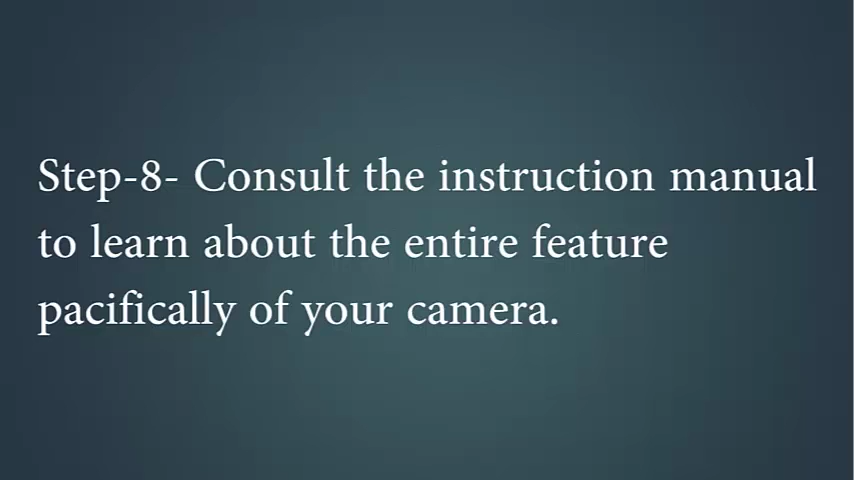 Step-8- Consult the instruction manual
to learn about the entire feature
pacifically of your camera.